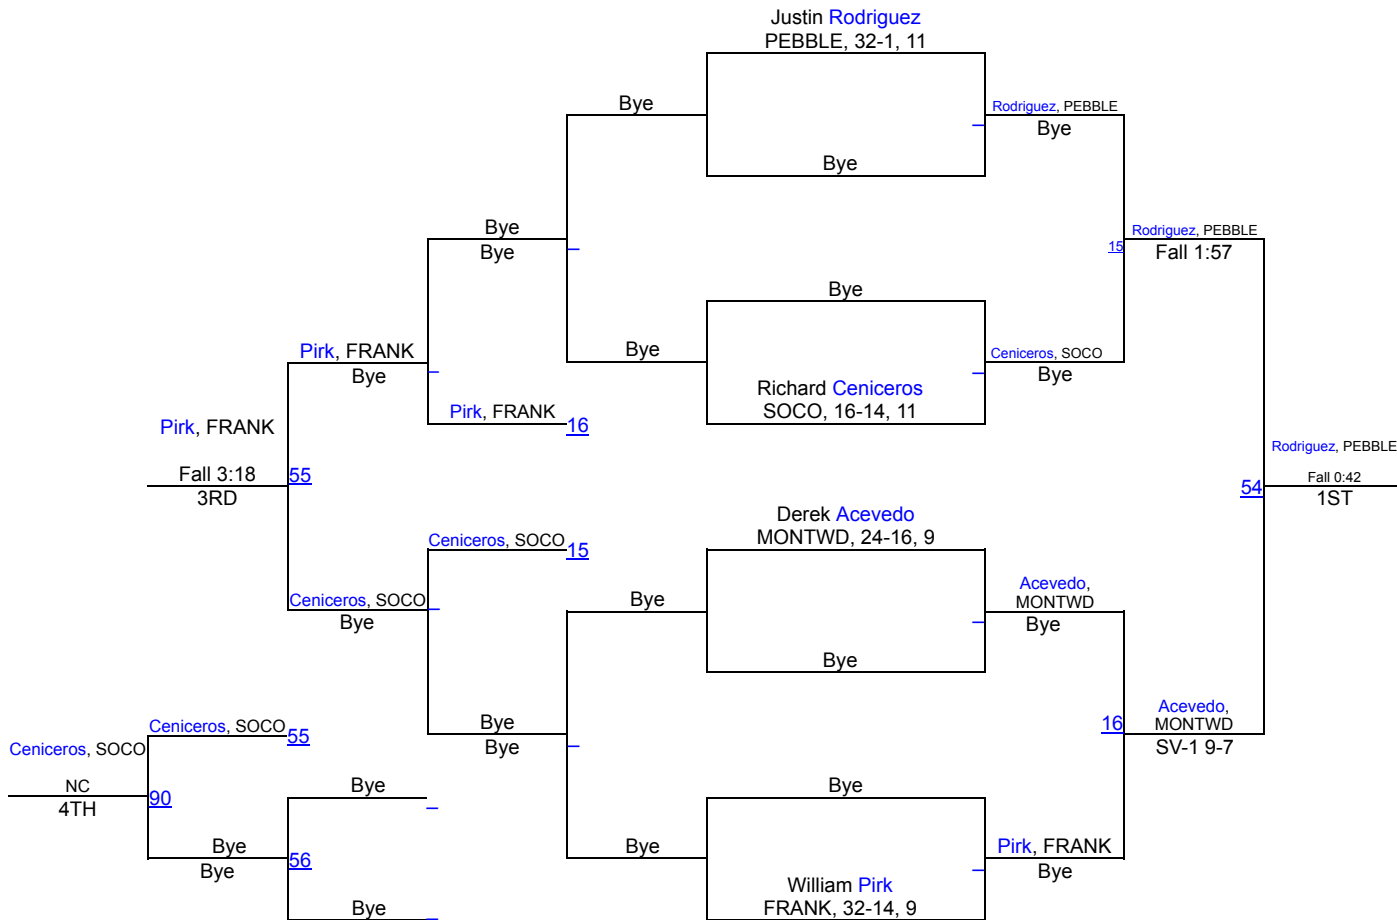 Justin Rodriguez
PEBBLE, 32-1, 11
Bye
Rodriguez, PEBBLE
Bye
Bye
Bye
Bye
Rodriguez, PEBBLE
15
Fall 1:57
Bye
Pirk, FRANK
Bye
Bye
Ceniceros, SOCO
Bye
Richard Ceniceros
SOCO, 16-14, 11
Pirk, FRANK
16
Pirk, FRANK
Fall 3:18
55
3RD
Rodriguez, PEBBLE
54
Fall 0:42
1ST
Derek Acevedo
MONTWD, 24-16, 9
Ceniceros, SOCO
15
Ceniceros, SOCO
Bye
Bye
Acevedo,
MONTWD
Bye
Bye
Bye
Bye
16
Acevedo,
MONTWD
SV-1 9-7
Ceniceros, SOCO
55
Ceniceros, SOCO
NC
90
4TH
Bye
Bye
Bye
Bye
56
Bye
Pirk, FRANK
Bye
William Pirk
FRANK, 32-14, 9
Bye